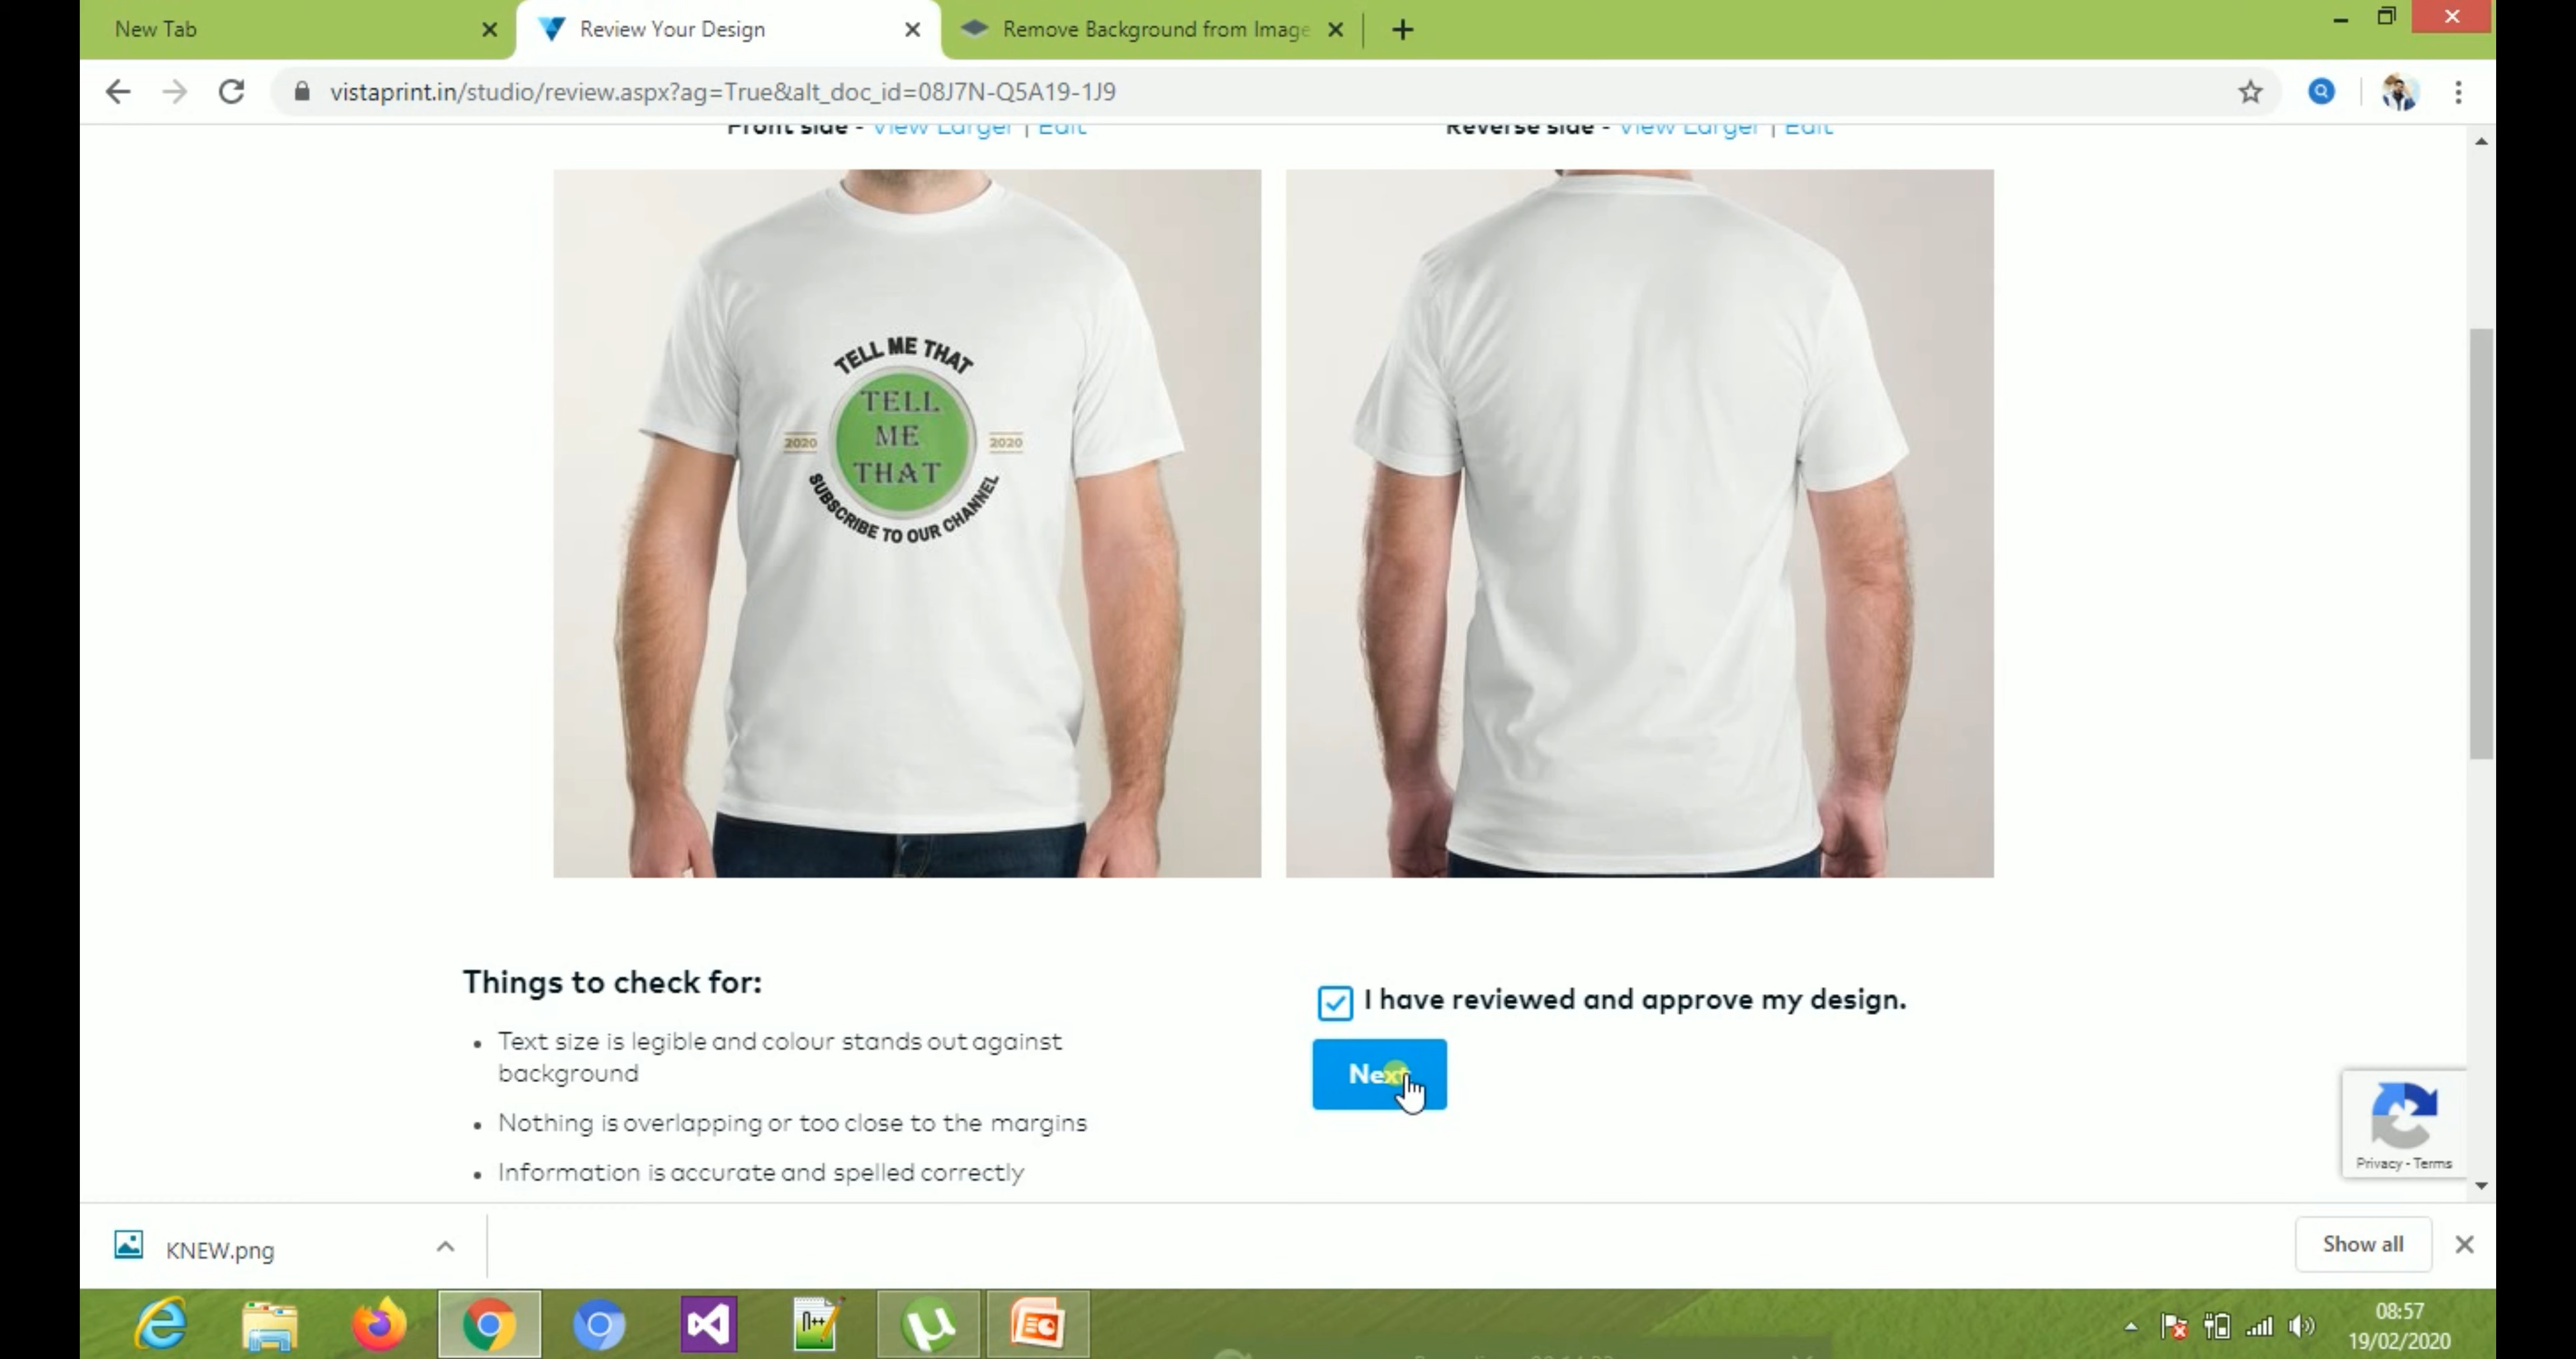 New Tab
Review Your Design
Remove Background from Image
vistaprint.in/studio/review.aspx?ag=True&alt_doc_id=08J7N-Q5A19-1J9
Front side - View Larger | Edit
Reverse side - View Larger | Edit
TELL ME THAT
TELL
ME
THAT
2020
2020
SUBSCRIBE TO OUR CHANNEL
Things to check for:
• Text size is legible and colour stands out against
background
• Nothing is overlapping or too close to the margins
• Information is accurate and spelled correctly
I have reviewed and approve my design.
Next
Privacy - Terms
KNEW.png
Show all
08:57
19/02/2020